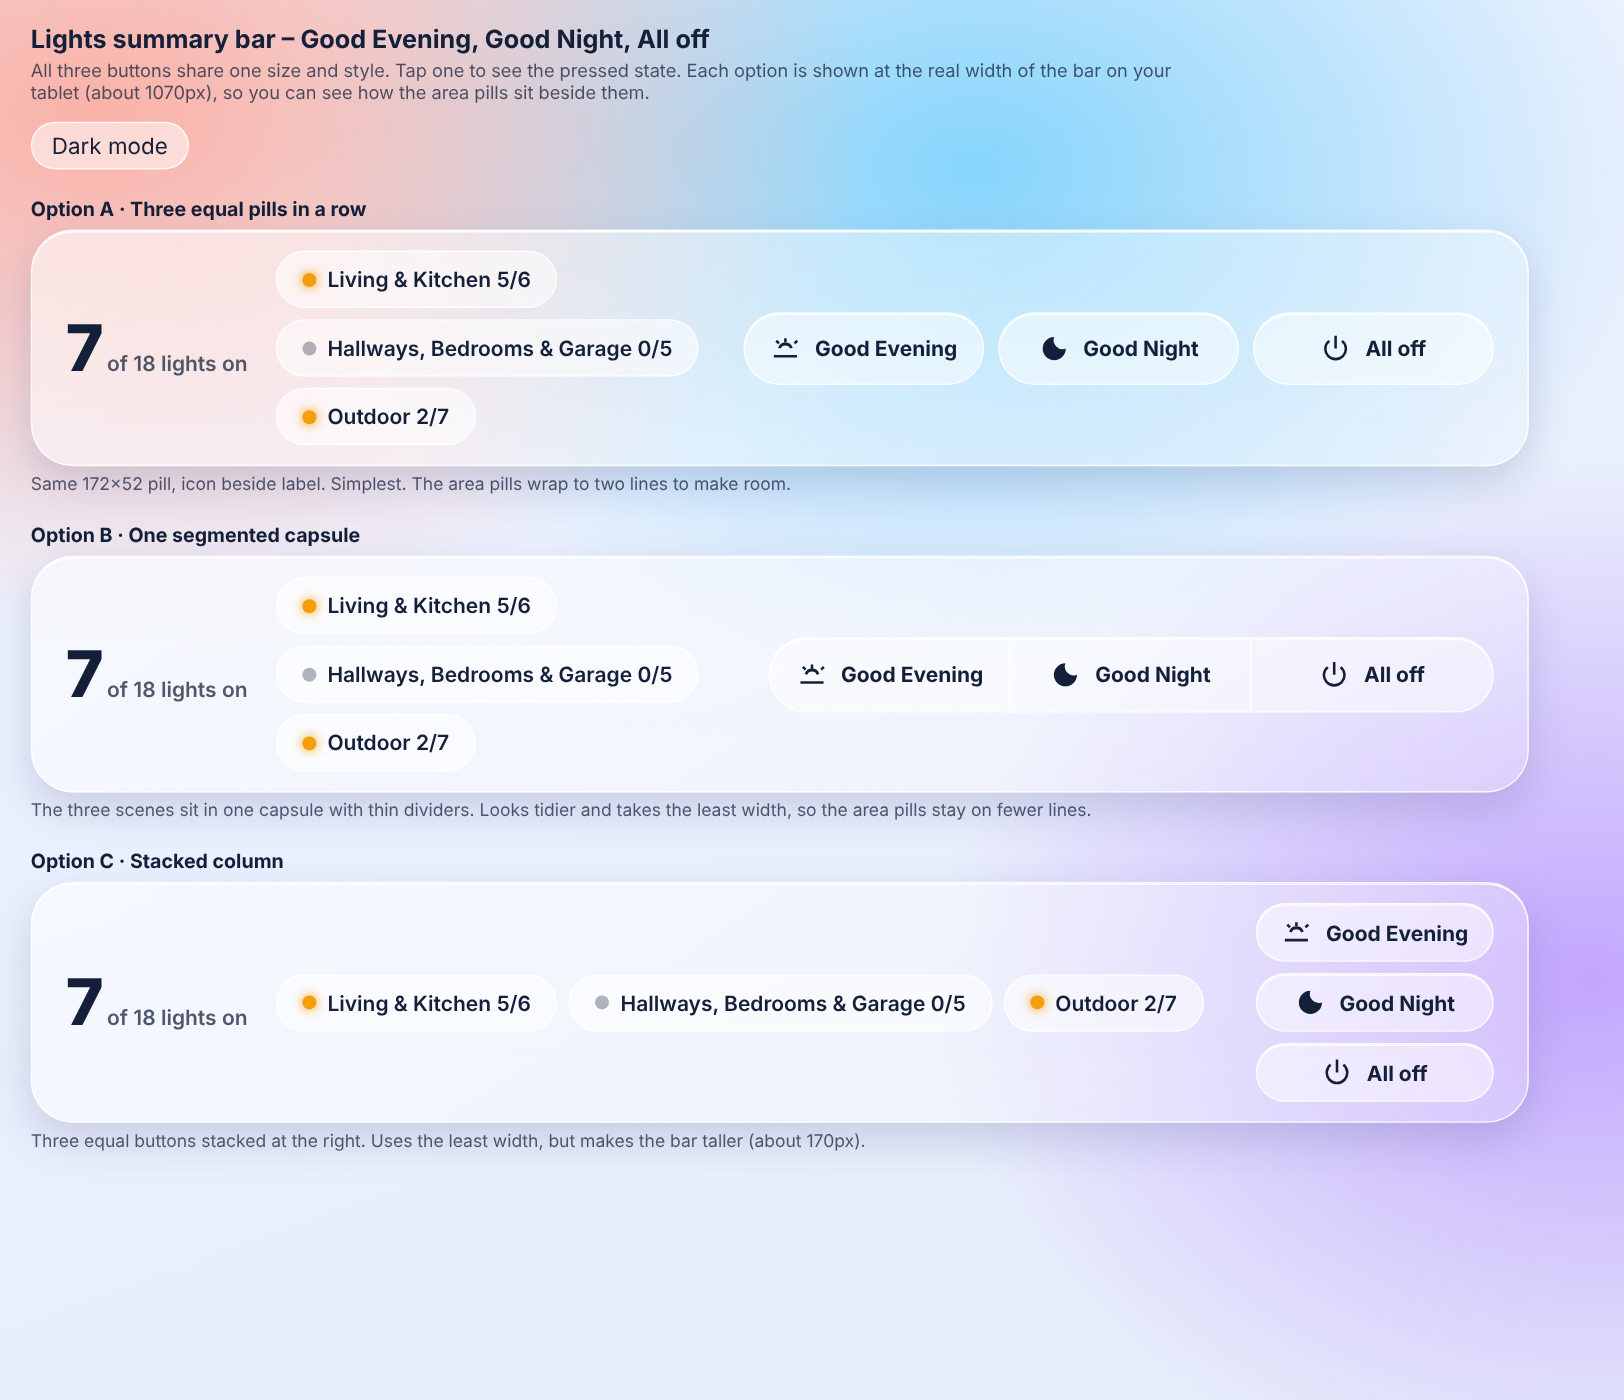 Lights summary bar – Good Evening, Good Night, All off
All three buttons share one size and style. Tap one to see the pressed state. Each option is shown at the real width of the bar on your
tablet (about 1070px), so you can see how the area pills sit beside them.
Dark mode
Option A · Three equal pills in a row
7 of 18 lights on
Living & Kitchen 5/6
Hallways, Bedrooms & Garage 0/5
Outdoor 2/7
Good Evening
Good Night
All off
Same 172×52 pill, icon beside label. Simplest. The area pills wrap to two lines to make room.
Option B · One segmented capsule
7 of 18 lights on
Living & Kitchen 5/6
Hallways, Bedrooms & Garage 0/5
Outdoor 2/7
Good Evening
Good Night
All off
The three scenes sit in one capsule with thin dividers. Looks tidier and takes the least width, so the area pills stay on fewer lines.
Option C · Stacked column
7 of 18 lights on
Living & Kitchen 5/6
Hallways, Bedrooms & Garage 0/5
Outdoor 2/7
Good Evening
Good Night
All off
Three equal buttons stacked at the right. Uses the least width, but makes the bar taller (about 170px).